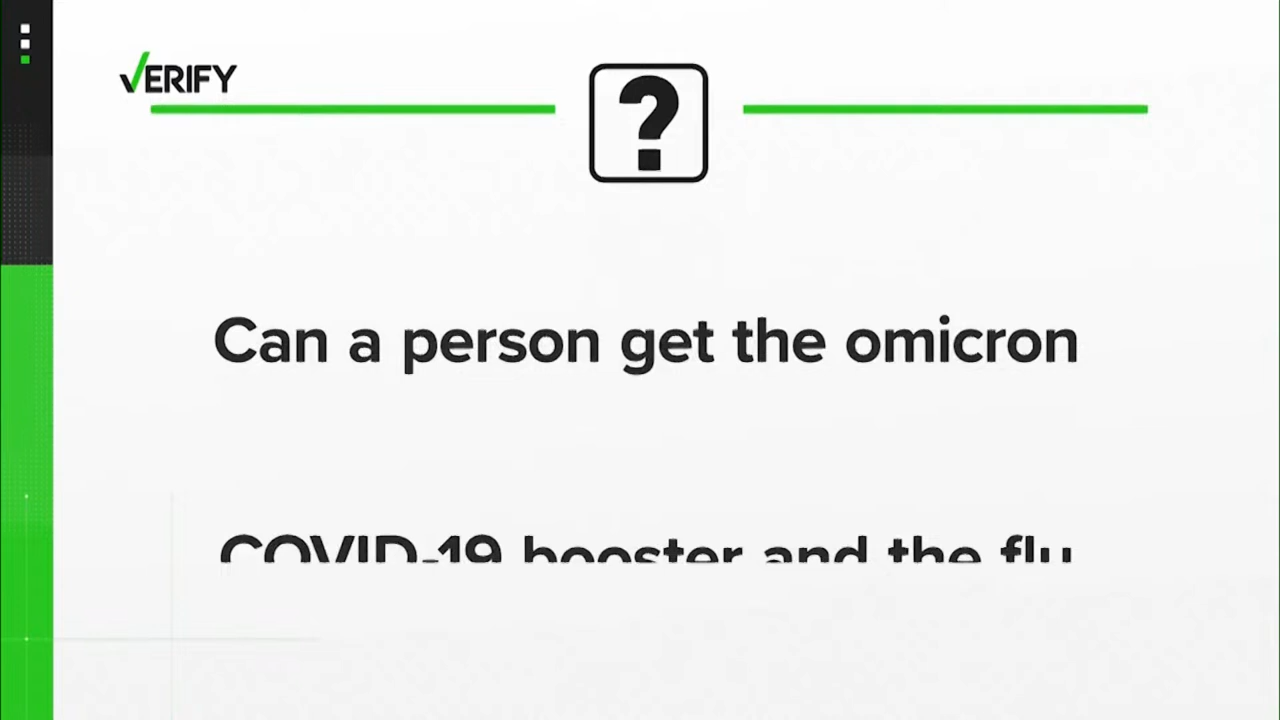 VERIFY
?
Can a person get the omicron
COVID-19 booster and the flu